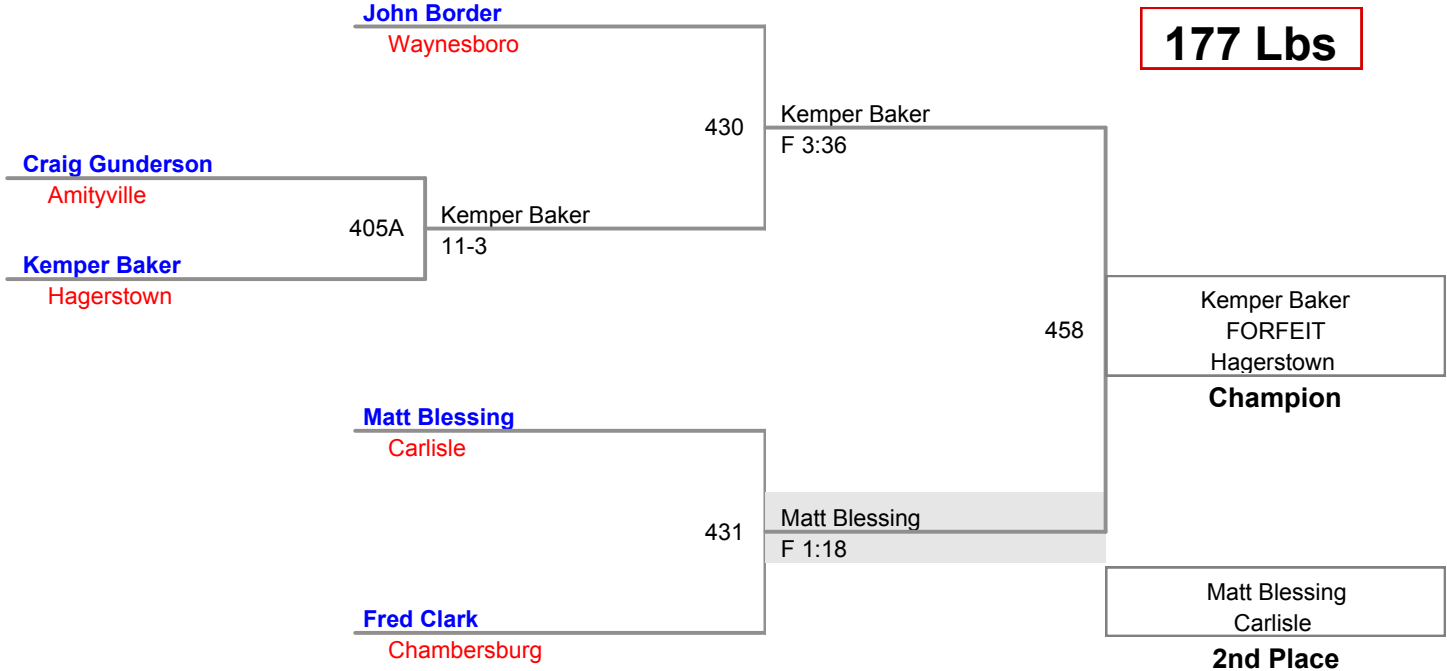 John Border
Waynesboro
177 Lbs
430
Kemper Baker
F 3:36
Craig Gunderson
Amityville
405A
Kemper Baker
11-3
Kemper Baker
Hagerstown
458
Kemper Baker
FORFEIT
Hagerstown
Champion
Matt Blessing
Carlisle
431
Matt Blessing
F 1:18
Fred Clark
Chambersburg
Matt Blessing
Carlisle
2nd Place